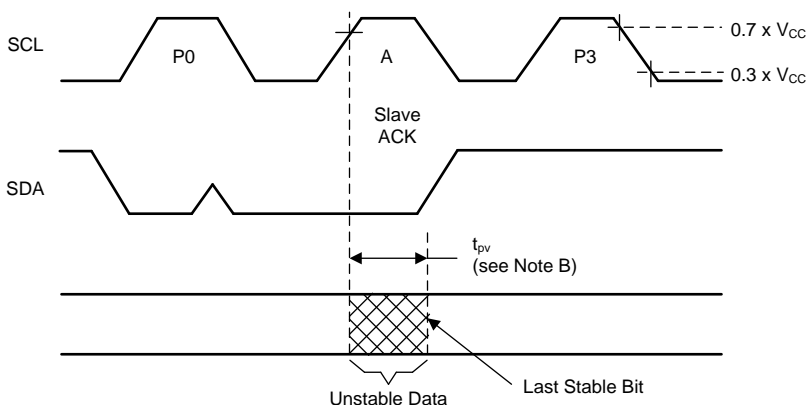 SCL
P0
A
P3
0.7 x VCC
0.3 x VCC
Slave
ACK
SDA
tpv
(see Note B)
Last Stable Bit
Unstable Data